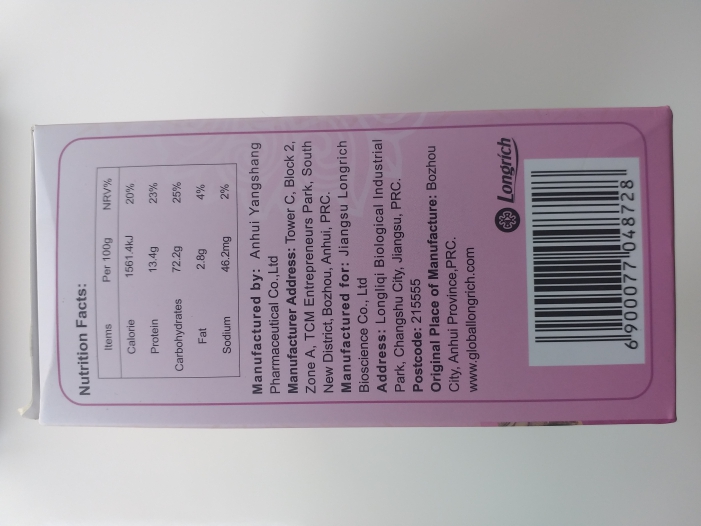 Nutrition Facts:
Items Per 100g NRV%
Calorie 1561.4kJ 20%
Protein 13.4g 23%
Carbohydrates 72.2g 25%
Fat 2.8g 4%
Sodium 46.2mg 2%
Manufactured by: Anhui Yangshang
Pharmaceutical Co.,Ltd
Manufacturer Address: Tower C, Block 2,
Zone A, TCM Entrepreneurs Park, South
New District, Bozhou, Anhui, PRC.
Manufactured for: Jiangsu Longrich
Bioscience Co., Ltd
Address: Longliqi Biological Industrial
Park, Changshu City, Jiangsu, PRC.
Postcode: 215555
Original Place of Manufacture: Bozhou
City, Anhui Province,PRC.
www.globallongrich.com
Longrich
6 900077 048728